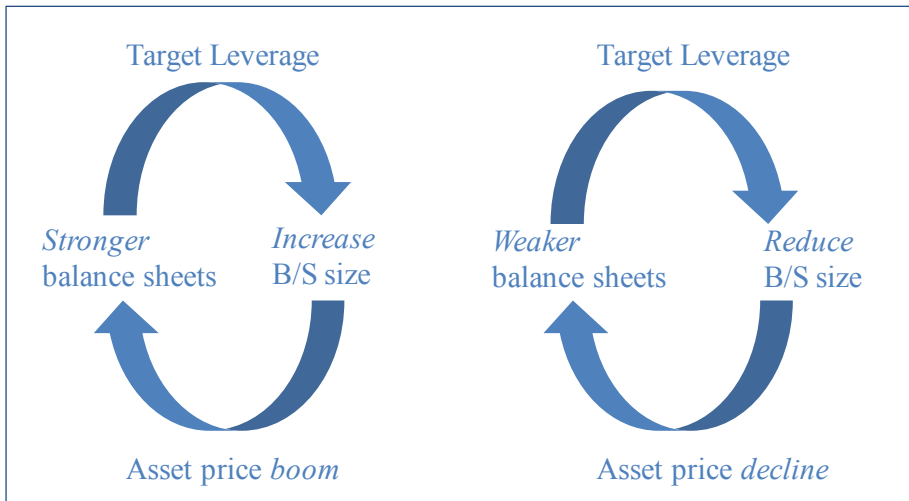 Target Leverage
Stronger
balance sheets
Increase
B/S size
Asset price boom
Target Leverage
Weaker
balance sheets
Reduce
B/S size
Asset price decline